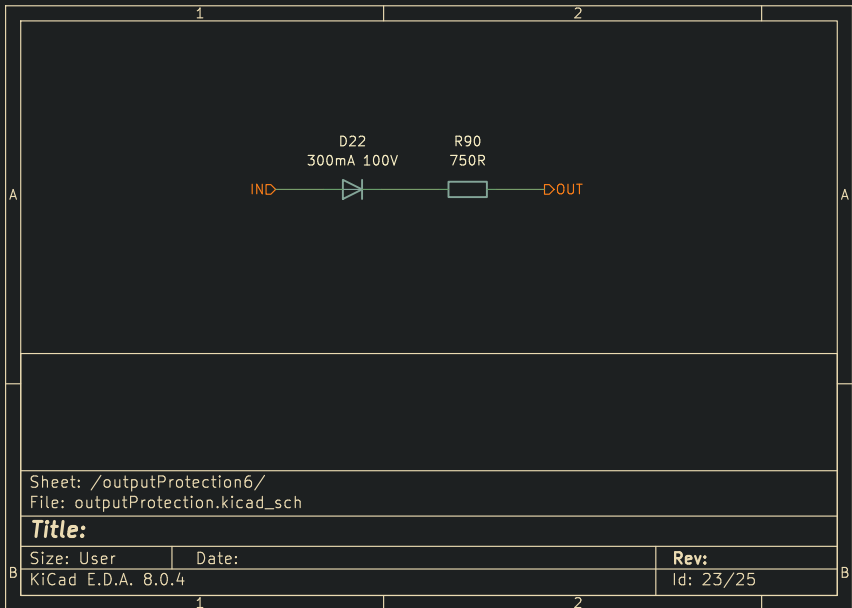 1 2
D22 R90
300mA 100V 750R
IN OUT
A A
Sheet: /outputProtection6/
File: outputProtection.kicad_sch
Title:
Size: User Date: Rev:
B B
KiCad E.D.A. 8.0.4 Id: 23/25
1 2